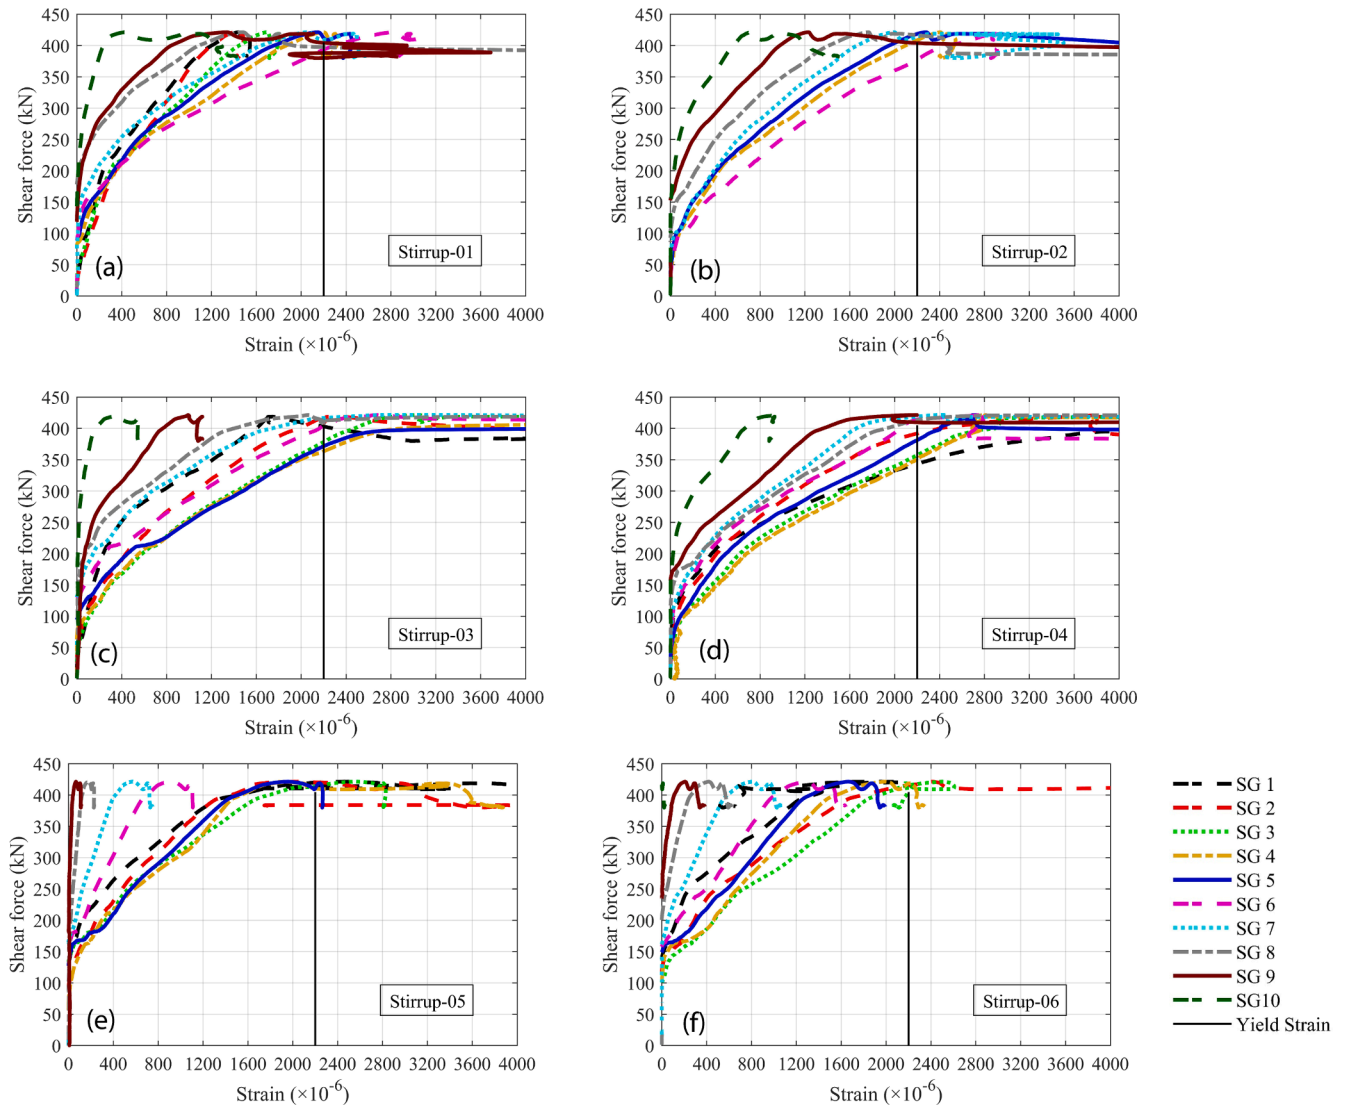 450
400
350
300
250
200
150
100
50
0
Shear force (kN)
(a)
Stirrup-01
0 400 800 1200 1600 2000 2400 2800 3200 3600 4000
Strain (×10-6)
450
400
350
300
250
200
150
100
50
0
Shear force (kN)
(b)
Stirrup-02
0 400 800 1200 1600 2000 2400 2800 3200 3600 4000
Strain (×10-6)
450
400
350
300
250
200
150
100
50
0
Shear force (kN)
(c)
Stirrup-03
0 400 800 1200 1600 2000 2400 2800 3200 3600 4000
Strain (×10-6)
450
400
350
300
250
200
150
100
50
0
Shear force (kN)
(d)
Stirrup-04
0 400 800 1200 1600 2000 2400 2800 3200 3600 4000
Strain (×10-6)
450
400
350
300
250
200
150
100
50
0
Shear force (kN)
(e)
Stirrup-05
0 400 800 1200 1600 2000 2400 2800 3200 3600 4000
Strain (×10-6)
450
400
350
300
250
200
150
100
50
0
Shear force (kN)
(f)
Stirrup-06
0 400 800 1200 1600 2000 2400 2800 3200 3600 4000
Strain (×10-6)
SG 1
SG 2
SG 3
SG 4
SG 5
SG 6
SG 7
SG 8
SG 9
SG10
Yield Strain